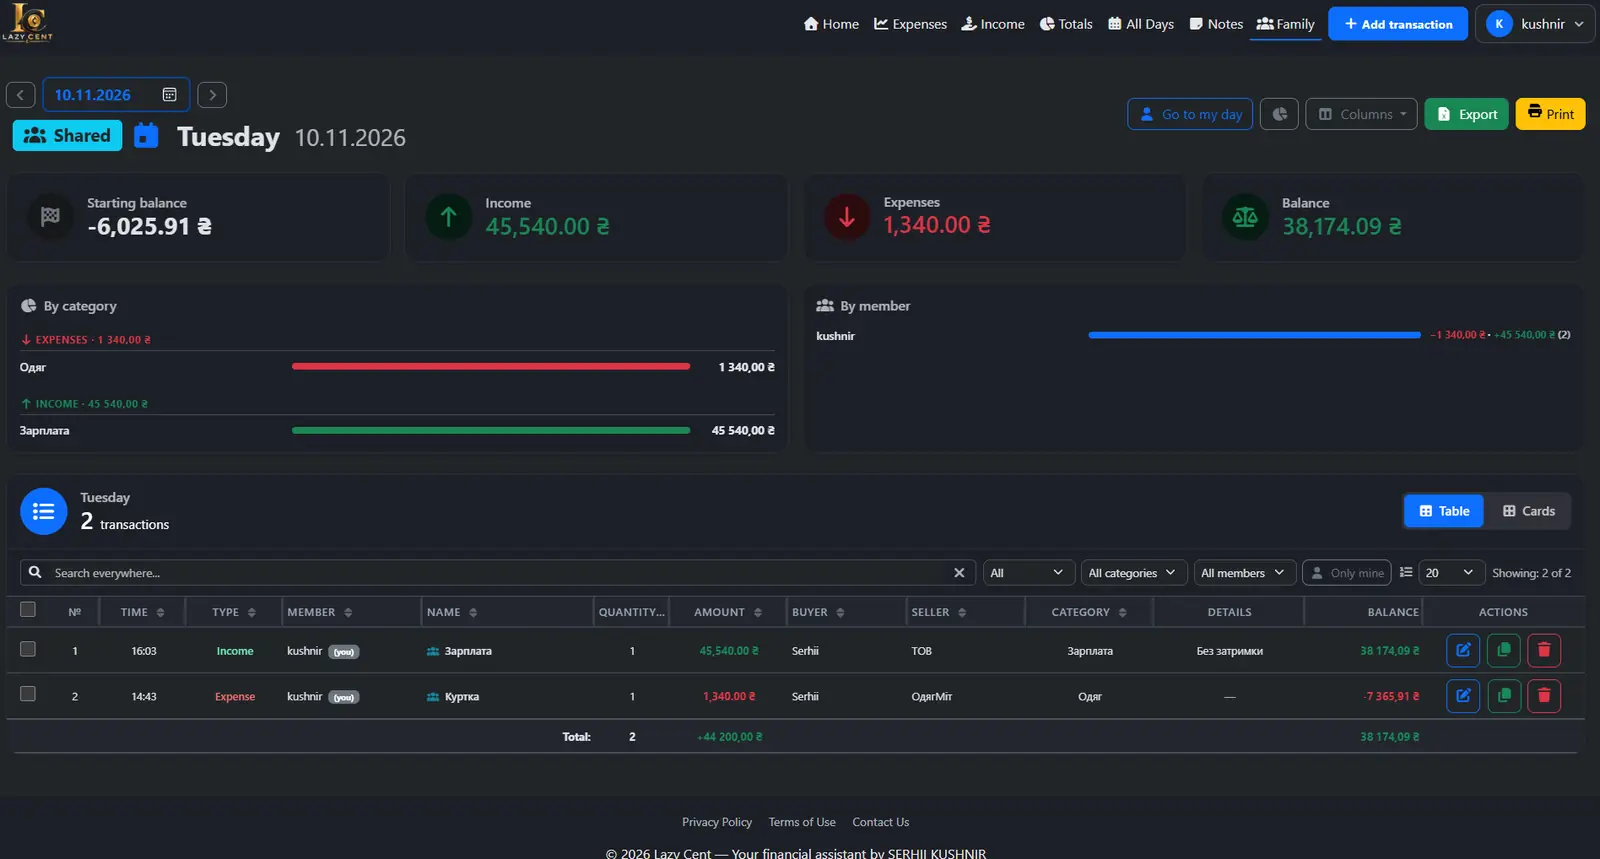 LAZY CENT
Home Expenses Income Totals All Days Notes Family + Add transaction K kushnir
10.11.2026
Shared Tuesday 10.11.2026
Go to my day Columns Export Print
Starting balance
-6,025.91 ₴
Income
45,540.00 ₴
Expenses
1,340.00 ₴
Balance
38,174.09 ₴
By category
EXPENSES · 1 340,00 ₴
Одяг 1 340,00 ₴
INCOME · 45 540,00 ₴
Зарплата 45 540,00 ₴
By member
kushnir −1 340,00 ₴ · +45 540,00 ₴ (2)
Tuesday
2 transactions
Table Cards
Search everywhere... All All categories All members Only mine 20 Showing: 2 of 2
№ TIME TYPE MEMBER NAME QUANTITY... AMOUNT BUYER SELLER CATEGORY DETAILS BALANCE ACTIONS
1 16:03 Income kushnir (you) Зарплата 1 45,540.00 ₴ Serhii ТОВ Зарплата Без затримки 38 174,09 ₴
2 14:43 Expense kushnir (you) Куртка 1 1,340.00 ₴ Serhii ОдягМіт Одяг — -7 365,91 ₴
Total: 2 +44 200,00 ₴ 38 174,09 ₴
Privacy Policy Terms of Use Contact Us
© 2026 Lazy Cent — Your financial assistant by SERHII KUSHNIR